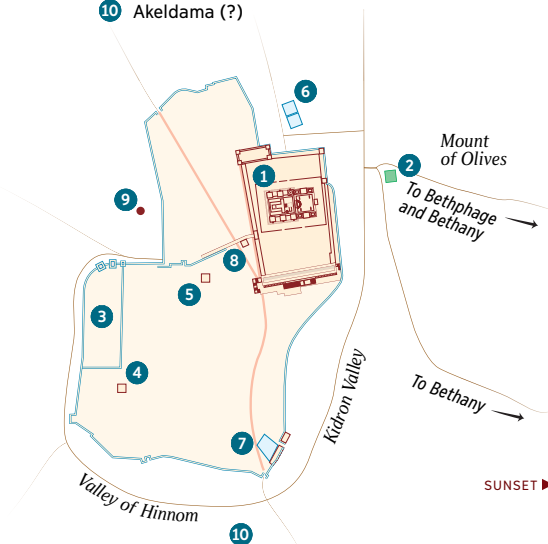 10 Akeldama (?)
6
Mount
of Olives
1
2
To Bethphage
and Bethany
9
8
5
3
4
Kidron Valley
To Bethany
7
Valley of Hinnom
SUNSET
10